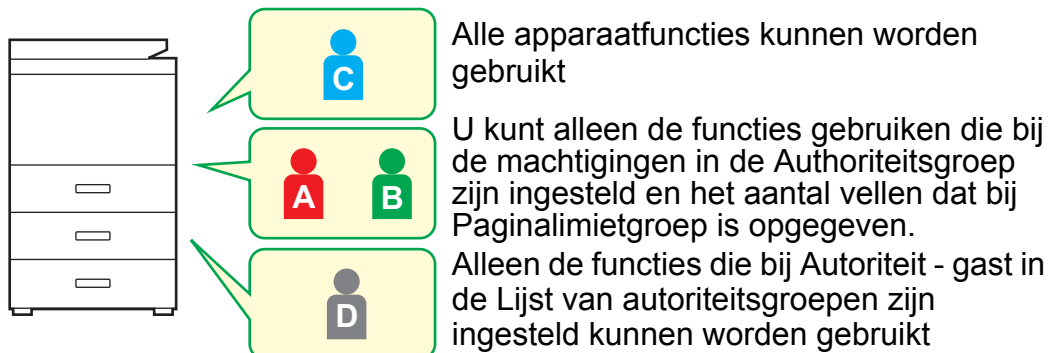 C
Alle apparaatfuncties kunnen worden
gebruikt
A B
U kunt alleen de functies gebruiken die bij
de machtigingen in de Authoriteitsgroep
zijn ingesteld en het aantal vellen dat bij
Paginalimietgroep is opgegeven.
D
Alleen de functies die bij Autoriteit - gast in
de Lijst van autoriteitsgroepen zijn
ingesteld kunnen worden gebruikt